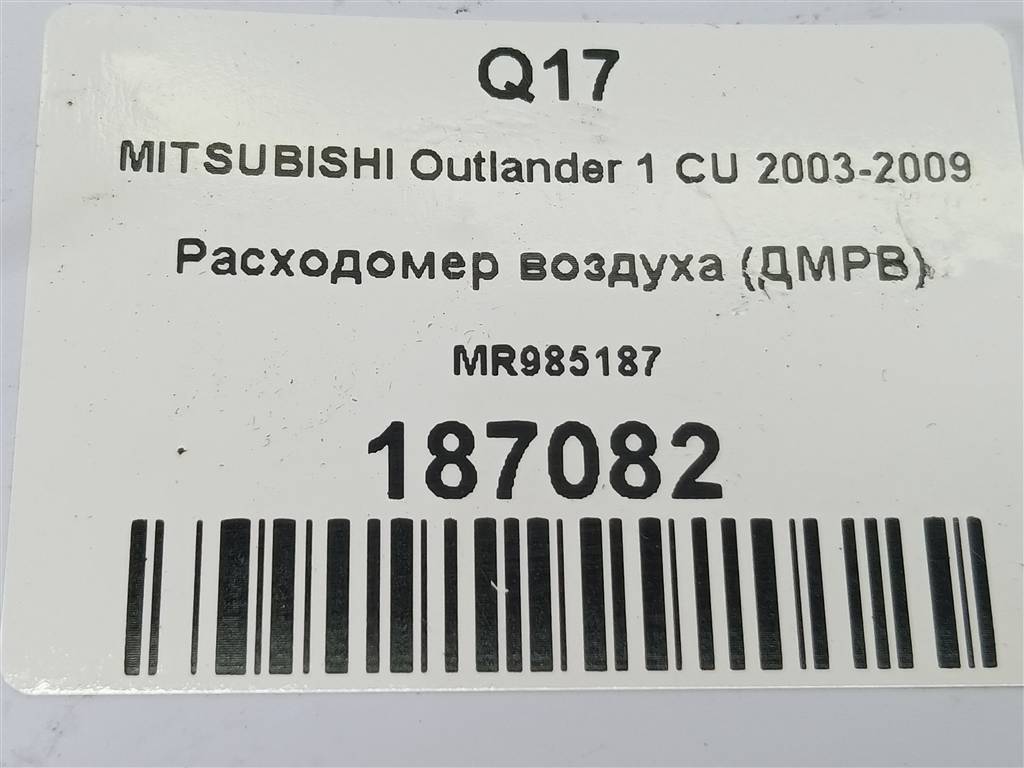 Q17
MITSUBISHI Outlander 1 CU 2003-2009
Расходомер воздуха (ДМРВ)
MR985187
187082